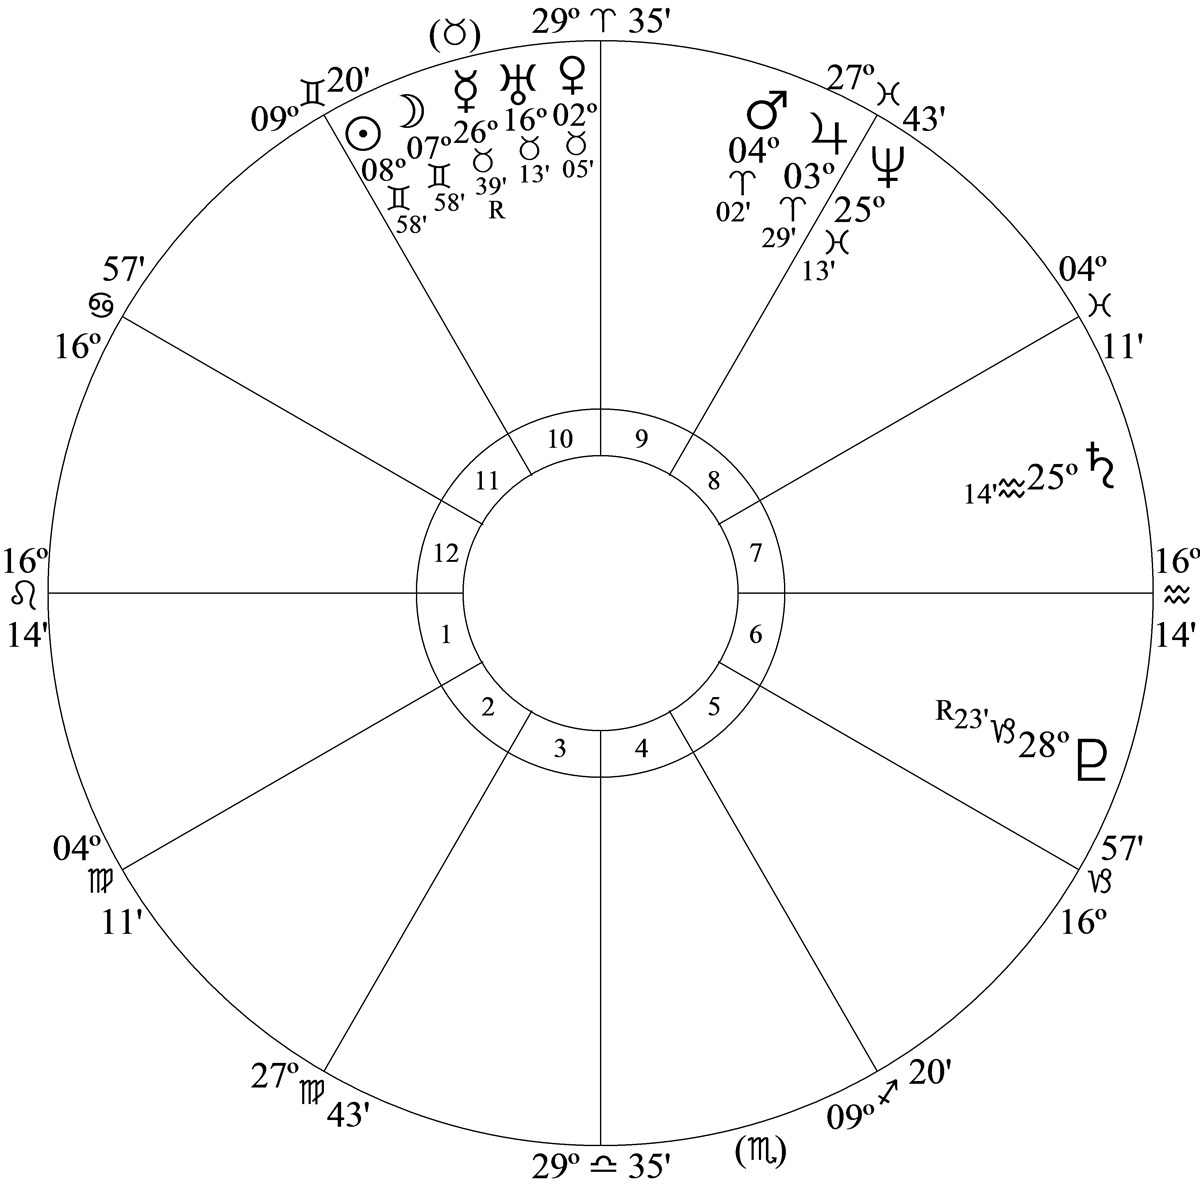 29º ♈ 35'
(♉)
09º ♊ 20'
27º ♓ 43'
☉ 08º ♊ 58'
☽ 07º ♊ 58'
☿ 26º ♉ 39' R
♅ 16º ♉ 13'
♀ 02º ♉ 05'
♂ 04º ♈ 02'
♃ 03º ♈ 29'
♆ 25º ♓ 13'
57' ♋ 16º
04º ♓ 11'
10 9
11 8
12 7
1 6
2 5
3 4
14' ♒ 25º ♄
16º ♌ 14'
16º ♒ 14'
R 23' ♑ 28º ♇
04º ♍ 11'
57' ♑ 16º
27º ♍ 43'
09º ♐ 20'
29º ♎ 35'
(♏)